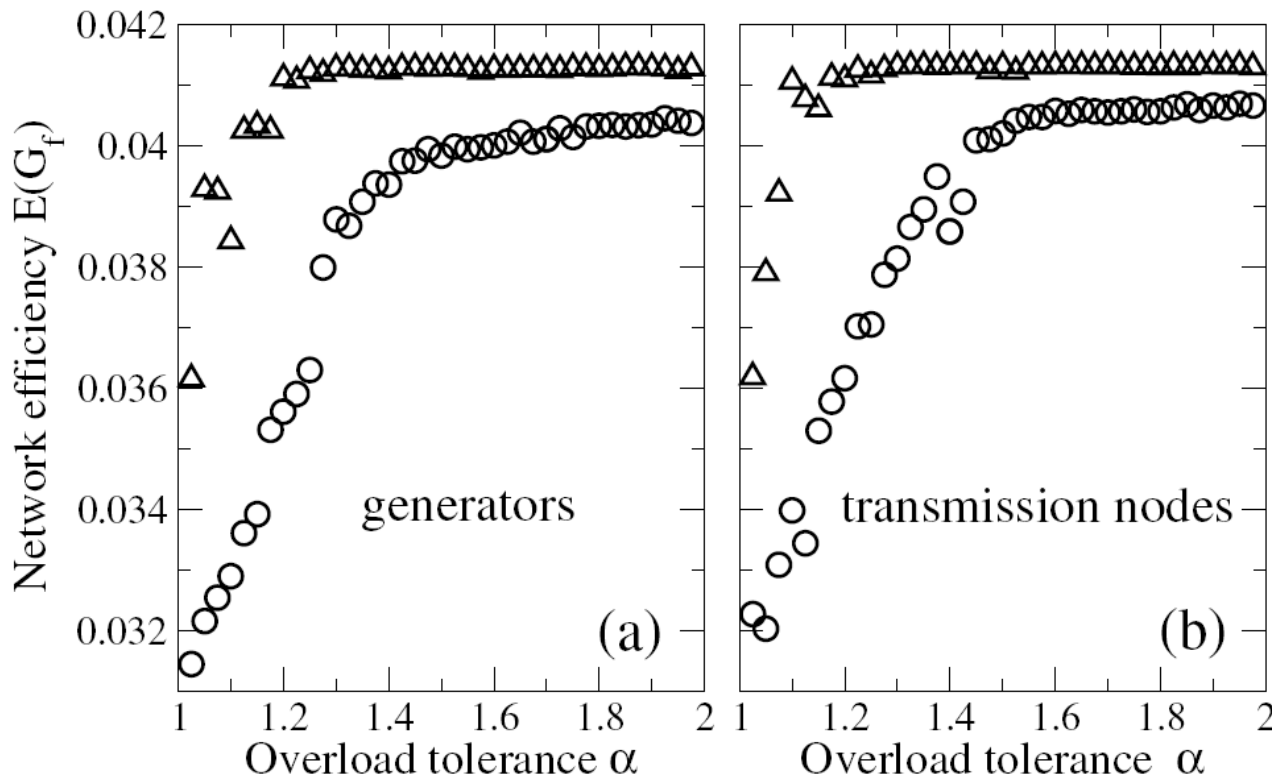 0.042
0.04
0.038
0.036
0.034
0.032
Network efficiency E(G_f)
generators
(a)
1 1.2 1.4 1.6 1.8 2
Overload tolerance α
transmission nodes
(b)
1 1.2 1.4 1.6 1.8 2
Overload tolerance α